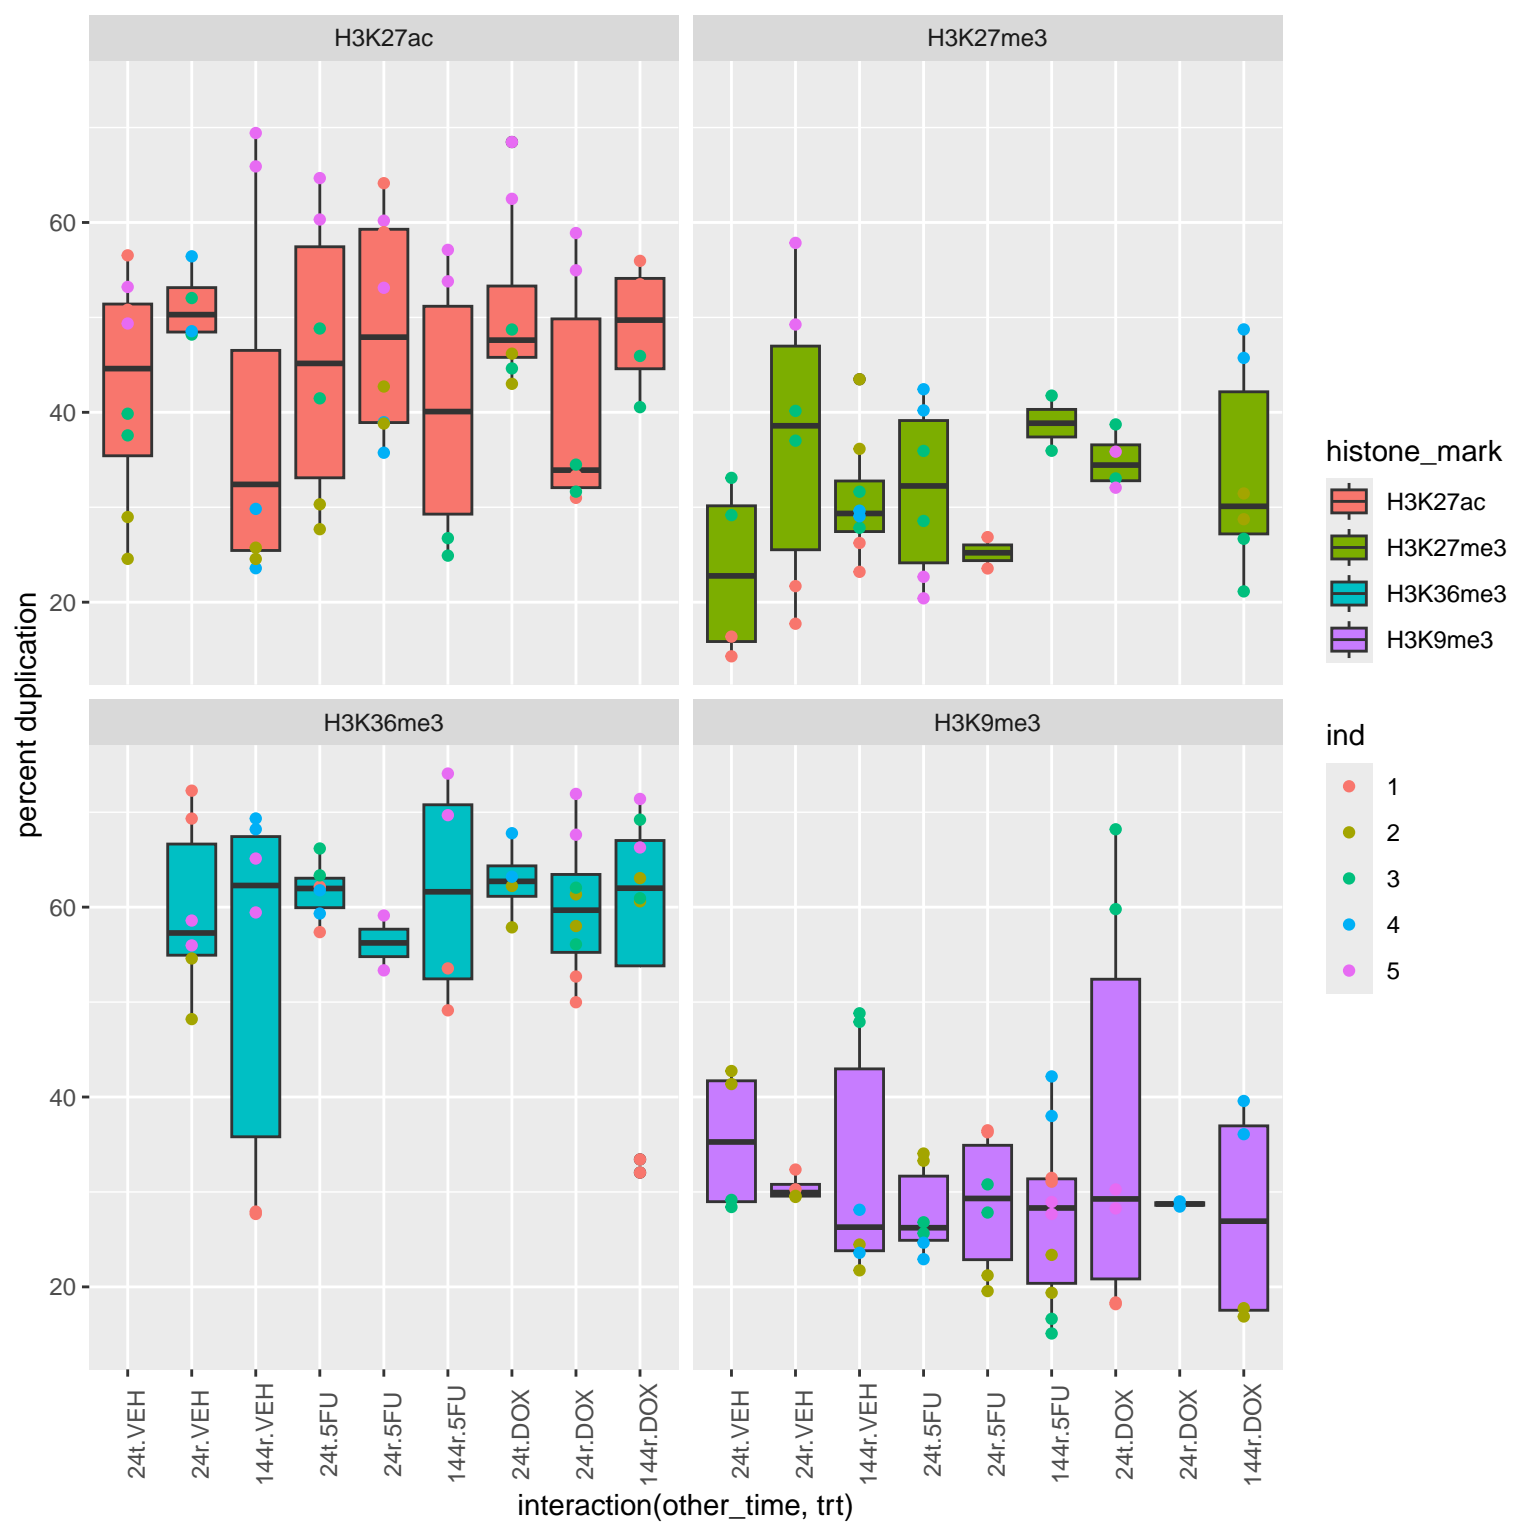 H3K27ac
H3K27me3
60
40
20
H3K36me3
H3K9me3
60
40
20
percent duplication
24t.VEH
24r.VEH
144r.VEH
24t.5FU
24r.5FU
144r.5FU
24t.DOX
24r.DOX
144r.DOX
24t.VEH
24r.VEH
144r.VEH
24t.5FU
24r.5FU
144r.5FU
24t.DOX
24r.DOX
144r.DOX
interaction(other_time, trt)
histone_mark
H3K27ac
H3K27me3
H3K36me3
H3K9me3
ind
1
2
3
4
5